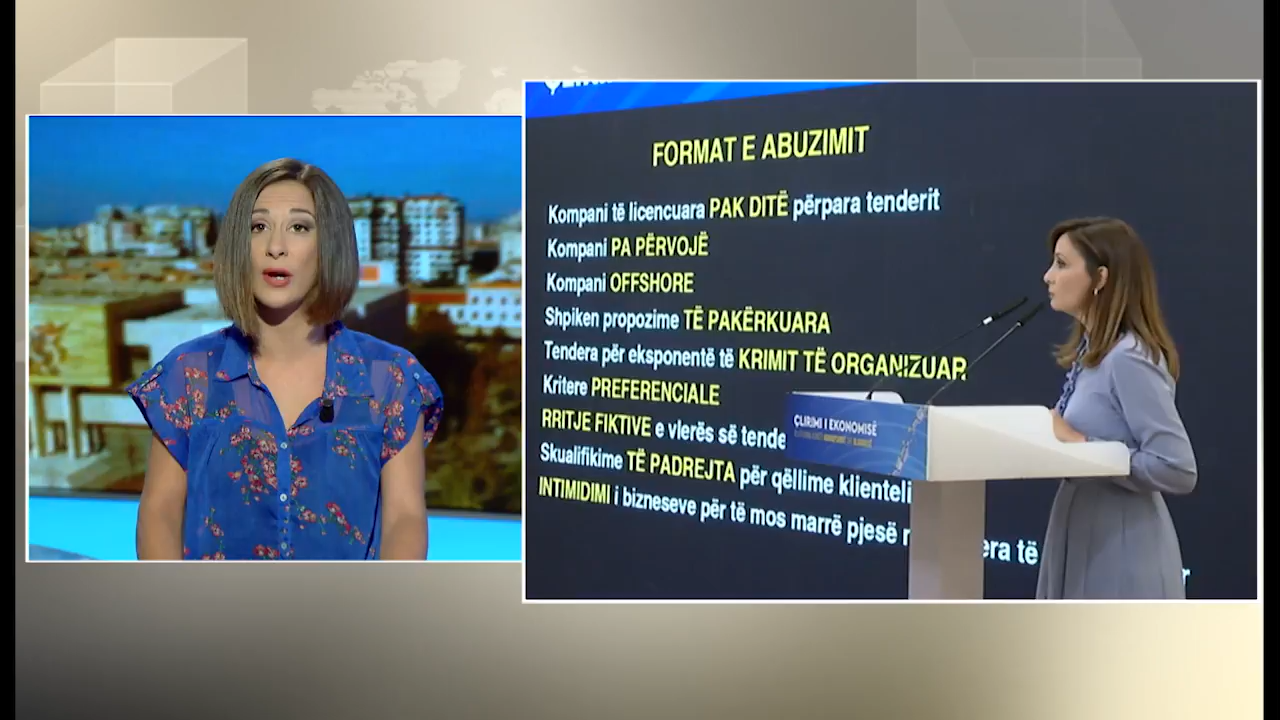 FORMAT E ABUZIMIT
Kompani të licencuara PAK DITË përpara tenderit
Kompani PA PËRVOJË
Kompani OFFSHORE
Shpiken propozime TË PAKËRKUARA
Tendera për eksponentë të KRIMIT TË ORGANIZUAR
Kritere PREFERENCIALE
RRITJE FIKTIVE e vlerës së tende
Skualifikime TË PADREJTA për qëllime klienteli
INTIMIDIMI i bizneseve për të mos marrë pjesë
era të
ÇLIRIMI I EKONOMISË